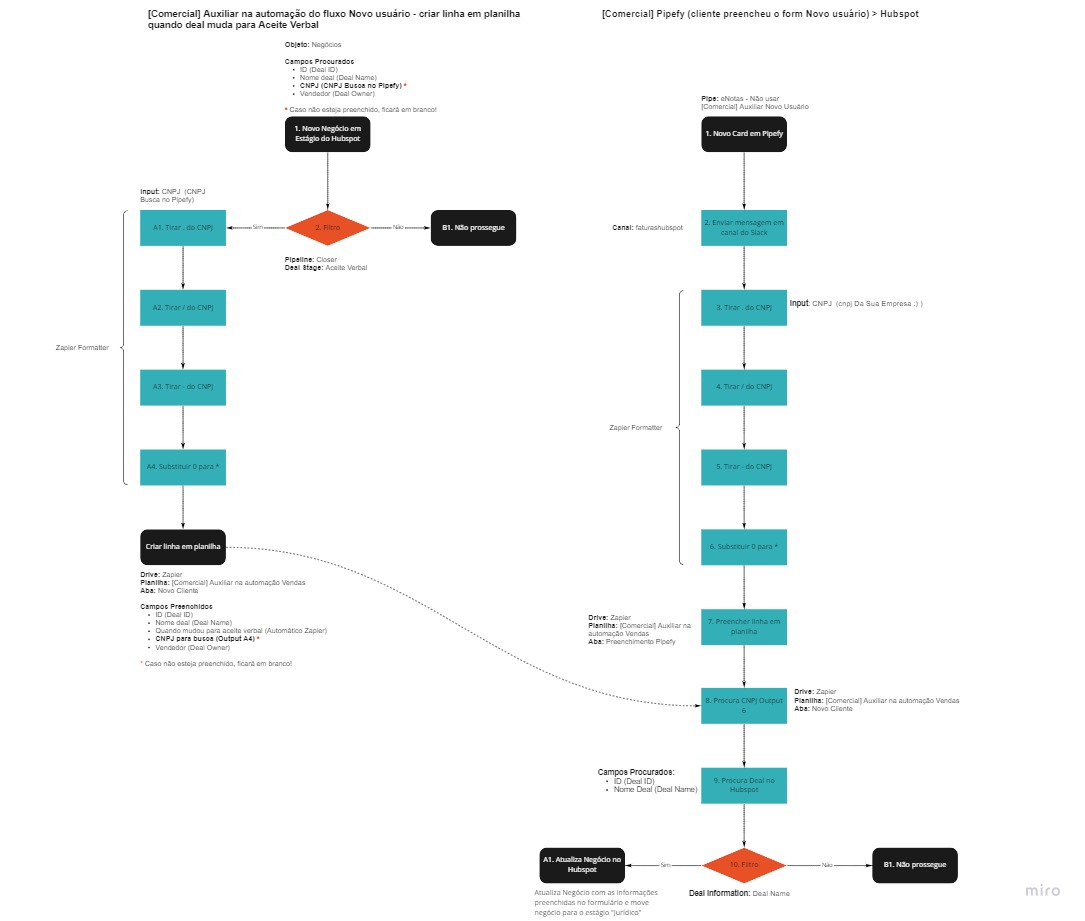 [Comercial] Auxiliar na automação do fluxo Novo usuário - criar linha em planilha
quando deal muda para Aceite Verbal
Objeto: Negócios
Campos Procurados
• ID (Deal ID)
• Nome deal (Deal Name)
• CNPJ (CNPJ Busca no Pipefy) *
• Vendedor (Deal Owner)
* Caso não esteja preenchido, ficará em branco!
1. Novo Negócio em
Estágio do Hubspot
Input: CNPJ (CNPJ
Busca no Pipefy)
A1. Tirar . do CNPJ
Sim
2. Filtro
Não
B1. Não prossegue
Pipeline: Closer
Deal Stage: Aceite Verbal
A2. Tirar / do CNPJ
Zapier Formatter
A3. Tirar - do CNPJ
A4. Substituir 0 para *
Criar linha em planilha
Drive: Zapier
Planilha: [Comercial] Auxiliar na automação Vendas
Aba: Novo Cliente
Campos Preenchidos
• ID (Deal ID)
• Nome deal (Deal Name)
• Quando mudou para aceite verbal (Automático Zapier)
• CNPJ para busca (Output A4) *
• Vendedor (Deal Owner)
* Caso não esteja preenchido, ficará em branco!
[Comercial] Pipefy (cliente preencheu o form Novo usuário) > Hubspot
Pipe: eNotas - Não usar
[Comercial] Auxiliar Novo Usuário
1. Novo Card em Pipefy
Canal: faturashubspot
2. Enviar mensagem em
canal do Slack
3. Tirar . do CNPJ
Input: CNPJ (cnpj Da Sua Empresa :) )
4. Tirar / do CNPJ
Zapier Formatter
5. Tirar - do CNPJ
6. Substituir 0 para *
Drive: Zapier
Planilha: [Comercial] Auxiliar na
automação Vendas
Aba: Preenchimento Pipefy
7. Preencher linha em
planilha
8. Procura CNPJ Output
6
Drive: Zapier
Planilha: [Comercial] Auxiliar na automação Vendas
Aba: Novo Cliente
Campos Procurados:
• ID (Deal ID)
• Nome Deal (Deal Name)
9. Procura Deal no
Hubspot
A1. Atualiza Negócio no
Hubspot
Sim
10. Filtro
Não
B1. Não prossegue
Atualiza Negócio com as informações
preenchidas no formulário e move
negócio para o estágio "Jurídico"
Deal Information: Deal Name
miro